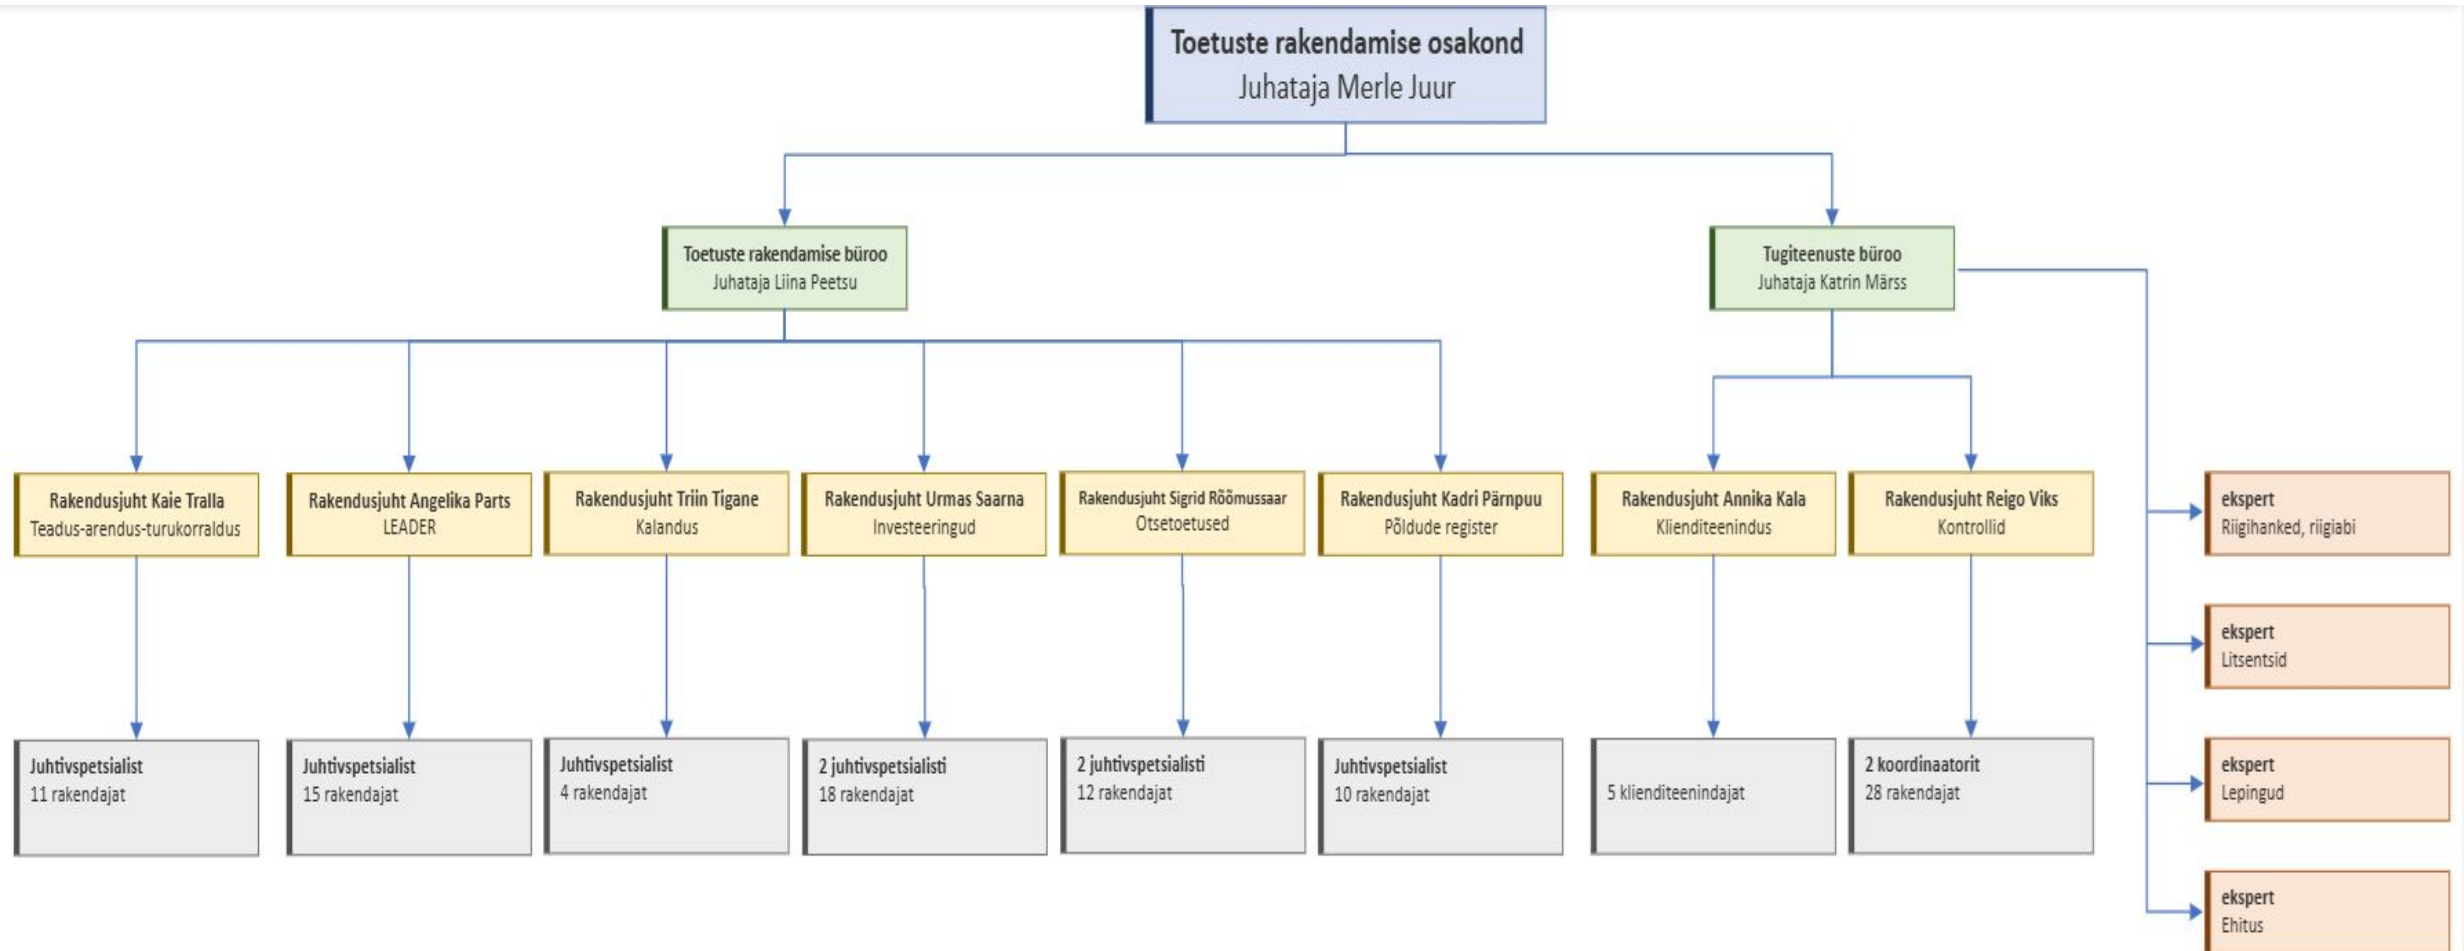 Toetuste rakendamise osakond
Juhataja Merle Juur
Toetuste rakendamise büroo
Juhataja Liina Peetsu
Tugiteenuste büroo
Juhataja Katrin Märss
Rakendusjuht Kaie Tralla
Teadus-arendus-turukorraldus
Rakendusjuht Angelika Parts
LEADER
Rakendusjuht Triin Tigane
Kalandus
Rakendusjuht Urmas Saarna
Investeeringud
Rakendusjuht Sigrid Rõõmussaar
Otsetoetused
Rakendusjuht Kadri Pärnpuu
Põldude register
Rakendusjuht Annika Kala
Klienditeenindus
Rakendusjuht Reigo Viks
Kontrollid
ekspert
Riigihanked, riigiabi
ekspert
Litsentsid
Juhtivspetsialist
11 rakendajat
Juhtivspetsialist
15 rakendajat
Juhtivspetsialist
4 rakendajat
2 juhtivspetsialisti
18 rakendajat
2 juhtivspetsialisti
12 rakendajat
Juhtivspetsialist
10 rakendajat
5 klienditeenindajat
2 koordinaatorit
28 rakendajat
ekspert
Lepingud
ekspert
Ehitus